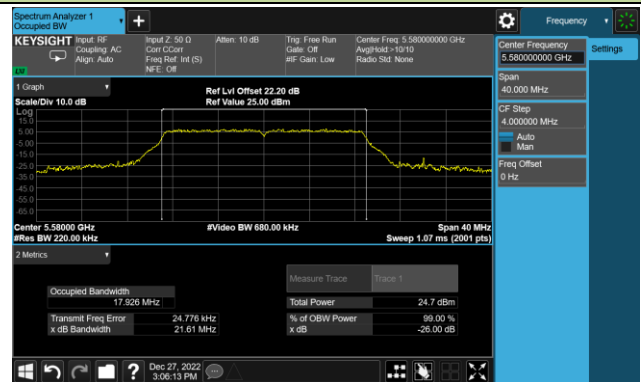 Spectrum Analyzer 1
Occupied BW
Frequency
KEYSIGHT
Input: RF
Coupling: AC
Align: Auto
Input Z: 50 Ω
Corr CCorr
Freq Ref: Int (S)
NFE: Off
Atten: 10 dB
Trig: Free Run
Gate: Off
#IF Gain: Low
Center Freq: 5.580000000 GHz
Avg|Hold:>10/10
Radio Std: None
Center Frequency
5.580000000 GHz
Settings
Span
40.000 MHz
CF Step
4.000000 MHz
Auto
Man
Freq Offset
0 Hz
1 Graph
Scale/Div 10.0 dB
Ref Lvl Offset 22.20 dB
Ref Value 25.00 dBm
Log
15.0
5.00
-5.00
-15.0
-25.0
-35.0
-45.0
-55.0
-65.0
Center 5.58000 GHz
#Video BW 680.00 kHz
Span 40 MHz
#Res BW 220.00 kHz
Sweep 1.07 ms (2001 pts)
2 Metrics
Measure Trace
Trace 1
Occupied Bandwidth
17.926 MHz
Total Power
24.7 dBm
Transmit Freq Error
24.776 kHz
% of OBW Power
99.00 %
x dB Bandwidth
21.61 MHz
x dB
-26.00 dB
?
Dec 27, 2022
3:06:13 PM